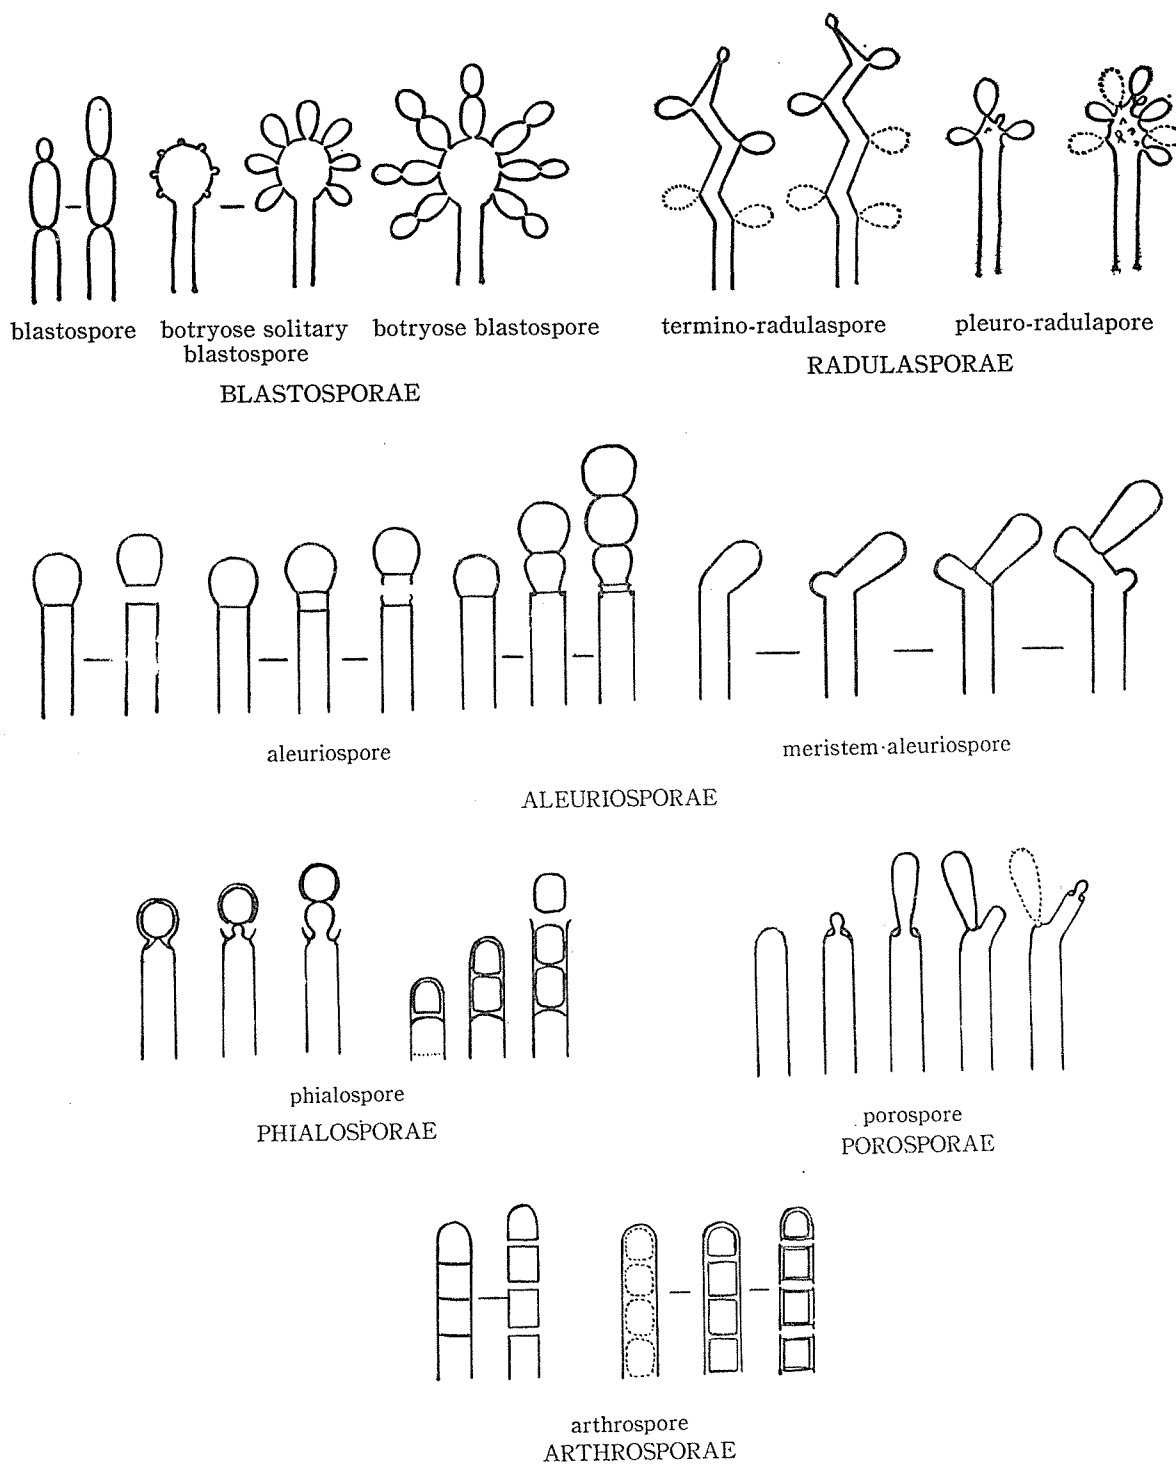 blastospore
botryose solitary
blastospore
botryose blastospore
BLASTOSPORAE
termino-radulaspore
pleuro-radulapore
RADULASPORAE
aleuriospore
meristem-aleuriospore
ALEURIOSPORAE
phialospore
PHIALOSPORAE
porospore
POROSPORAE
arthrospore
ARTHROSPORAE